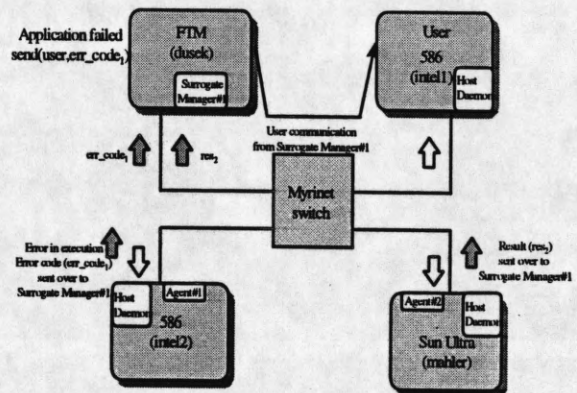 Application failed
send(user,err_code₁)
FTM
(dusek)
Surrogate
Manager#1
User
586
(intel1)
Host
Daemon
User communication
from Surrogate Manager#1
err_code₁
res₂
Myrinet
switch
Error in execution
Error code (err_code₁)
sent over to
Surrogate Manager#1
Host
Daemon
Agent#1
586
(intel2)
Result (res₂)
sent over to
Surrogate Manager#1
Agent#2
Host
Daemon
Sun Ultra
(mahler)